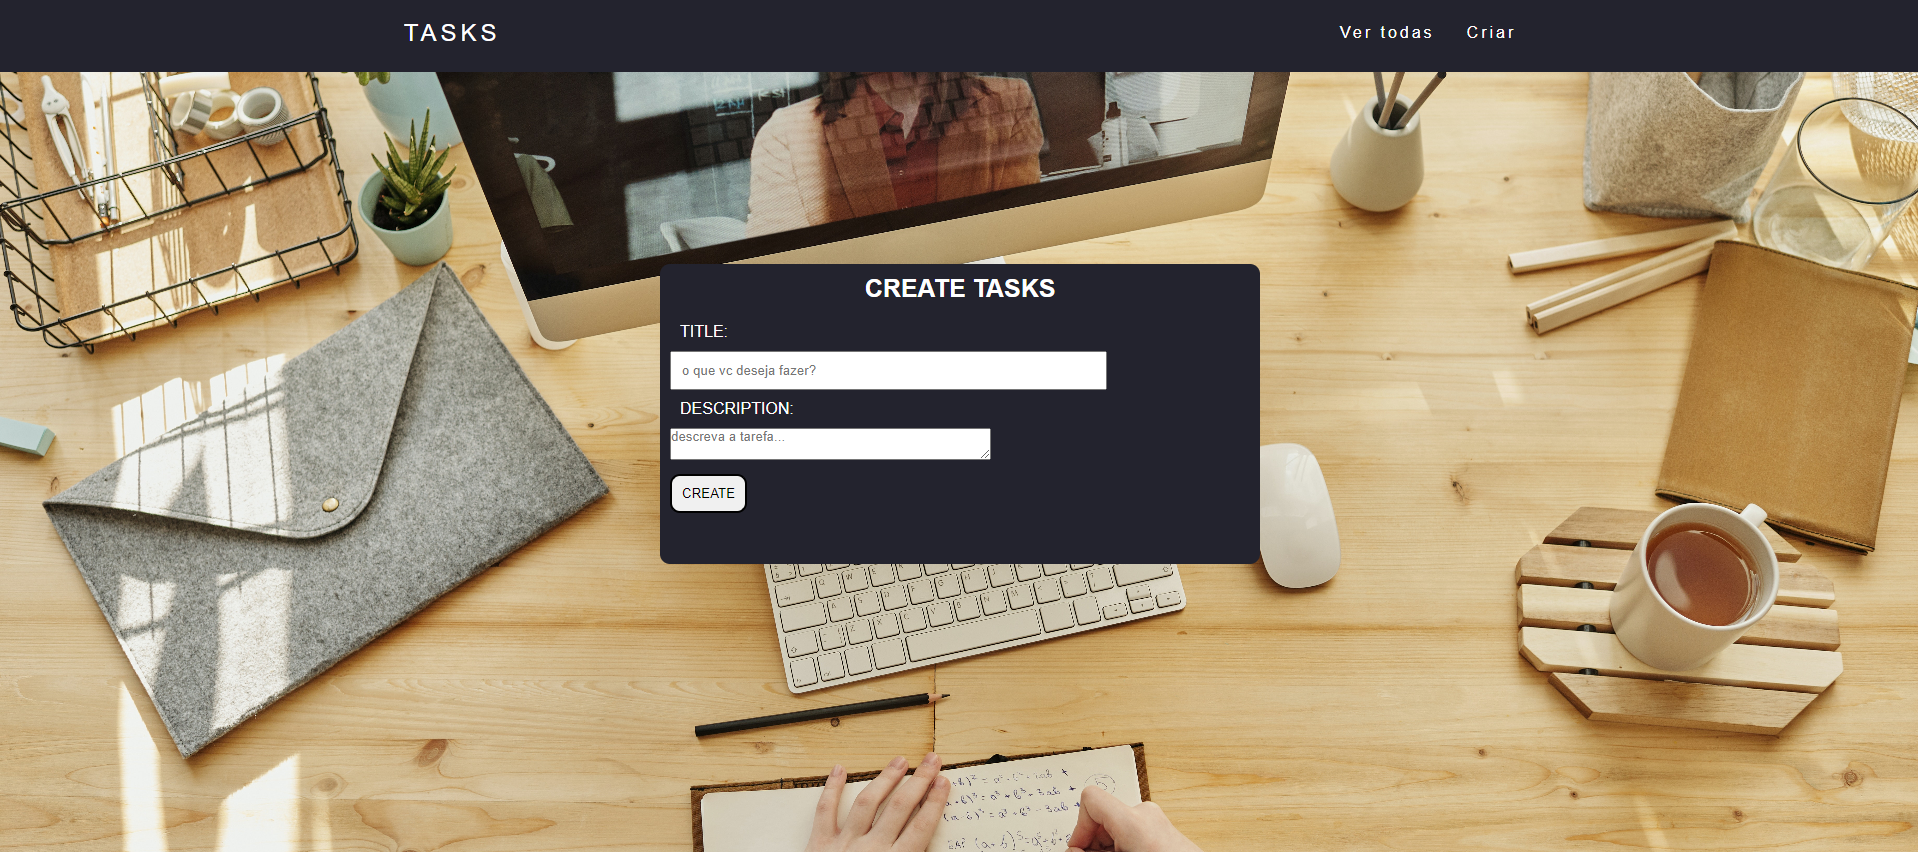 TASKS
Ver todas
Criar
CREATE TASKS
TITLE:
o que vc deseja fazer?
DESCRIPTION:
descreva a tarefa...
CREATE